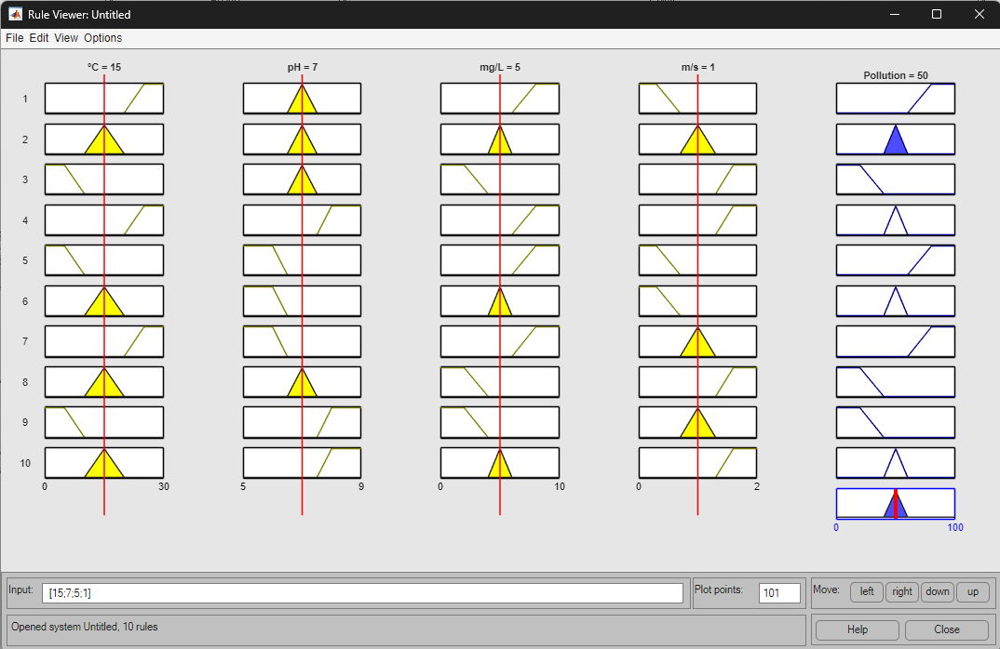 Rule Viewer: Untitled
File Edit View Options
°C = 15
pH = 7
mg/L = 5
m/s = 1
Pollution = 50
1
2
3
4
5
6
7
8
9
10
0 30
5 9
0 10
0 2
0 100
Input: [15;7;5;1]
Plot points: 101
Move: left right down up
Opened system Untitled, 10 rules
Help Close